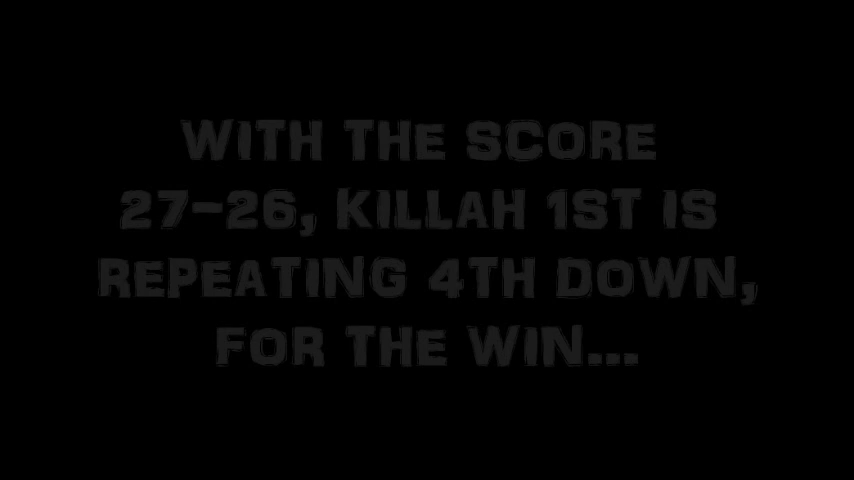 WITH THE SCORE
27-26, KILLAH 1ST IS
REPEATING 4TH DOWN,
FOR THE WIN...